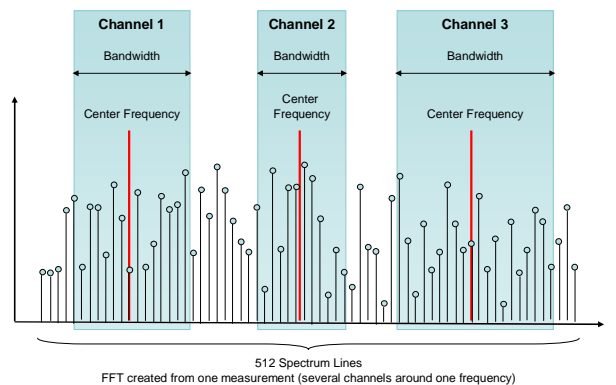 Channel 1
Channel 2
Channel 3
Bandwidth
Bandwidth
Bandwidth
Center Frequency
Center
Frequency
Center Frequency
512 Spectrum Lines
FFT created from one measurement (several channels around one frequency)